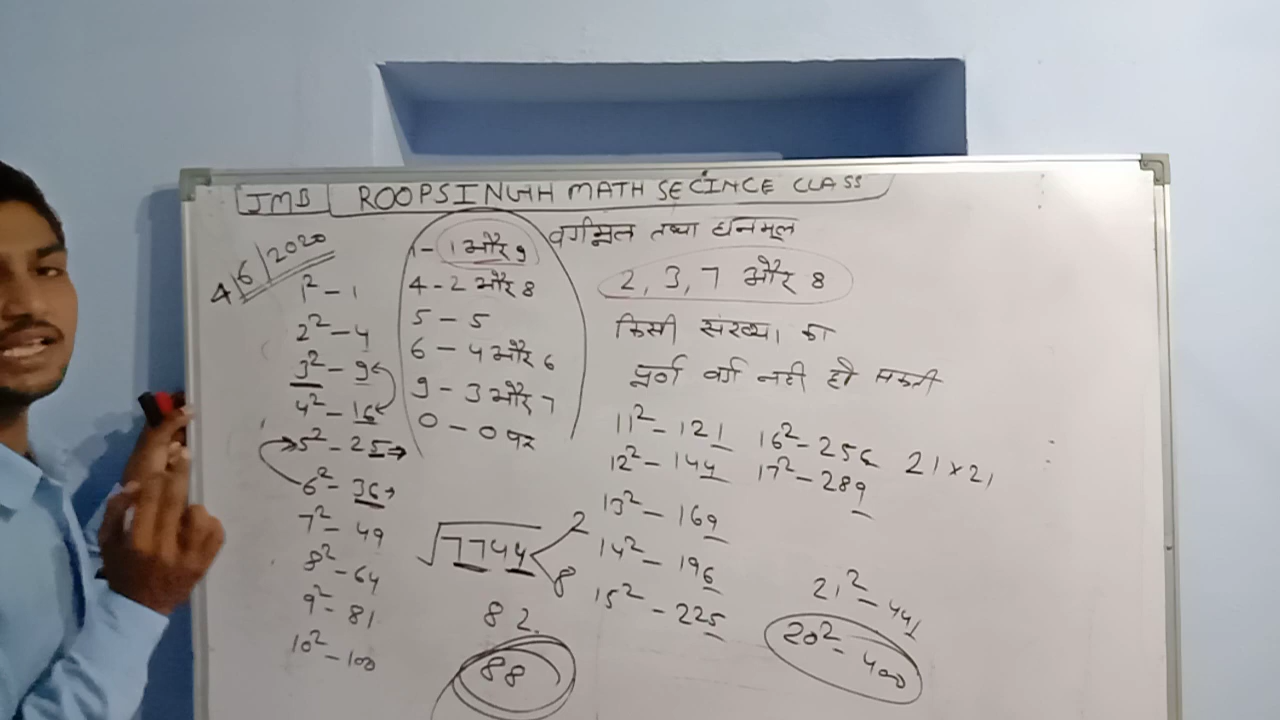 JMB ROOPSINGH MATH SECINCE CLASS
4/6/2020
वर्गमूल तथा घनमूल
2, 3, 7 और 8
किसी संख्या का
पूर्ण वर्ग नही हो सकती
1² - 1
2² - 4
3² - 9
4² - 16
5² - 25
6² - 36
7² - 49
8² - 64
9² - 81
10² - 100
1 - 1 और 9
4 - 2 और 8
5 - 5
6 - 4 और 6
9 - 3 और 7
0 - 0 पर
√7744
2
8
82
88
11² - 121
12² - 144
13² - 169
14² - 196
15² - 225
16² - 256
17² - 289
21 × 21
21² - 441
20² - 400